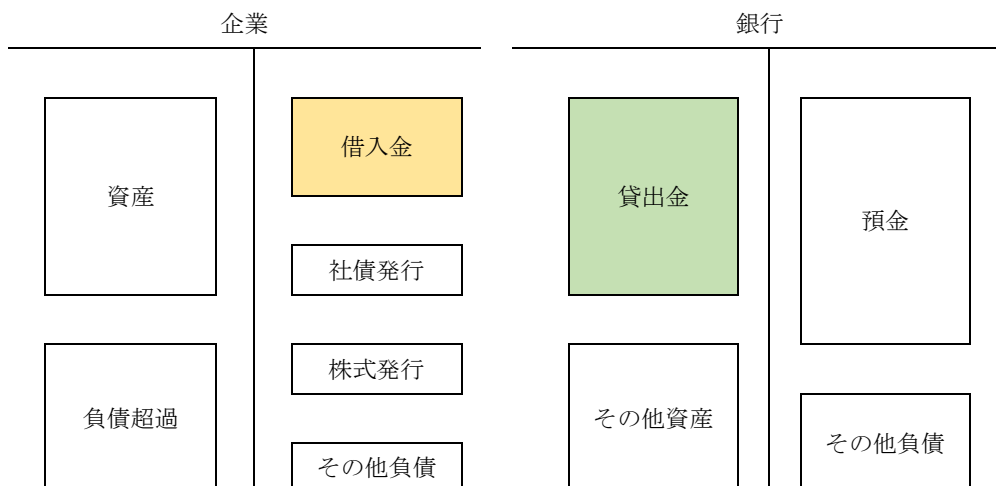 企業
資産
負債超過
借入金
社債発行
株式発行
その他負債
銀行
貸出金
その他資産
預金
その他負債